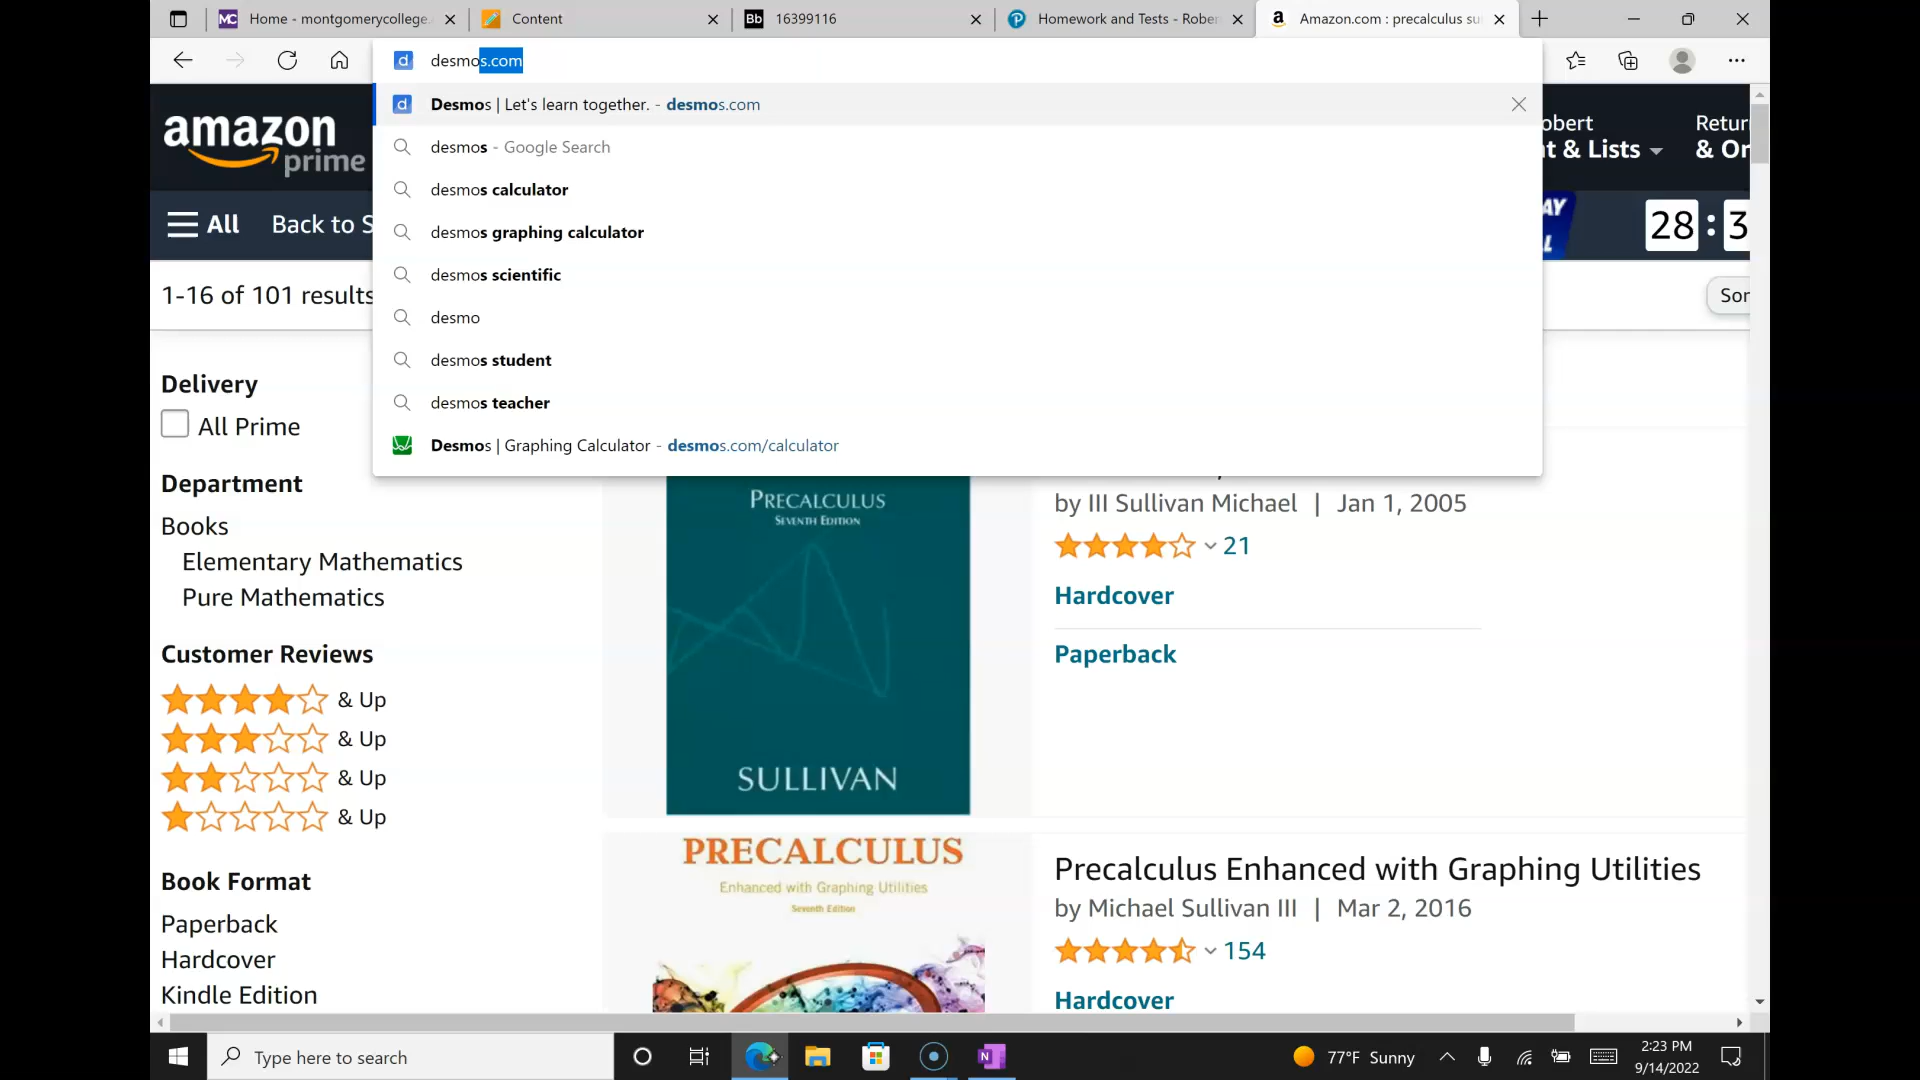 Home - montgomerycollege.
Content
Bb 16399116
Homework and Tests - Rober
Amazon.com : precalculus su
desmos.com
Desmos | Let's learn together. - desmos.com
desmos - Google Search
desmos calculator
desmos graphing calculator
desmos scientific
desmo
desmos student
desmos teacher
Desmos | Graphing Calculator - desmos.com/calculator
amazon
prime
obert
t & Lists
Retur
& Or
All
Back to S
AY
L
28 : 3
1-16 of 101 results
Sor
Delivery
All Prime
Department
Books
Elementary Mathematics
Pure Mathematics
Customer Reviews
& Up
& Up
& Up
& Up
Book Format
Paperback
Hardcover
Kindle Edition
PRECALCULUS
SEVENTH EDITION
SULLIVAN
by III Sullivan Michael | Jan 1, 2005
21
Hardcover
Paperback
PRECALCULUS
Enhanced with Graphing Utilities
Seventh Edition
Precalculus Enhanced with Graphing Utilities
by Michael Sullivan III | Mar 2, 2016
154
Hardcover
Type here to search
77°F Sunny
2:23 PM
9/14/2022